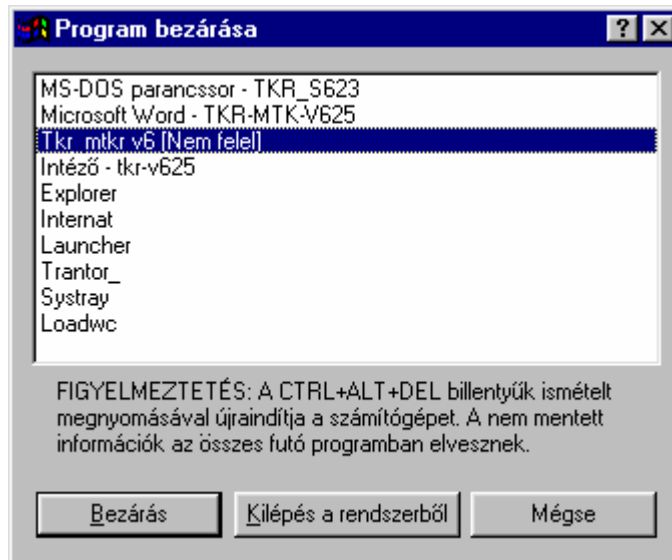 Program bezárása
MS-DOS parancssor - TKR_S623
Microsoft Word - TKR-MTK-V625
Tkr_mtkr v6 [Nem felel]
Intéző - tkr-v625
Explorer
Internat
Launcher
Trantor_
Systray
Loadwc
FIGYELMEZTETÉS: A CTRL+ALT+DEL billentyűk ismételt
megnyomásával újraindítja a számítógépet. A nem mentett
információk az összes futó programban elvesznek.
Bezárás Kilépés a rendszerből Mégse